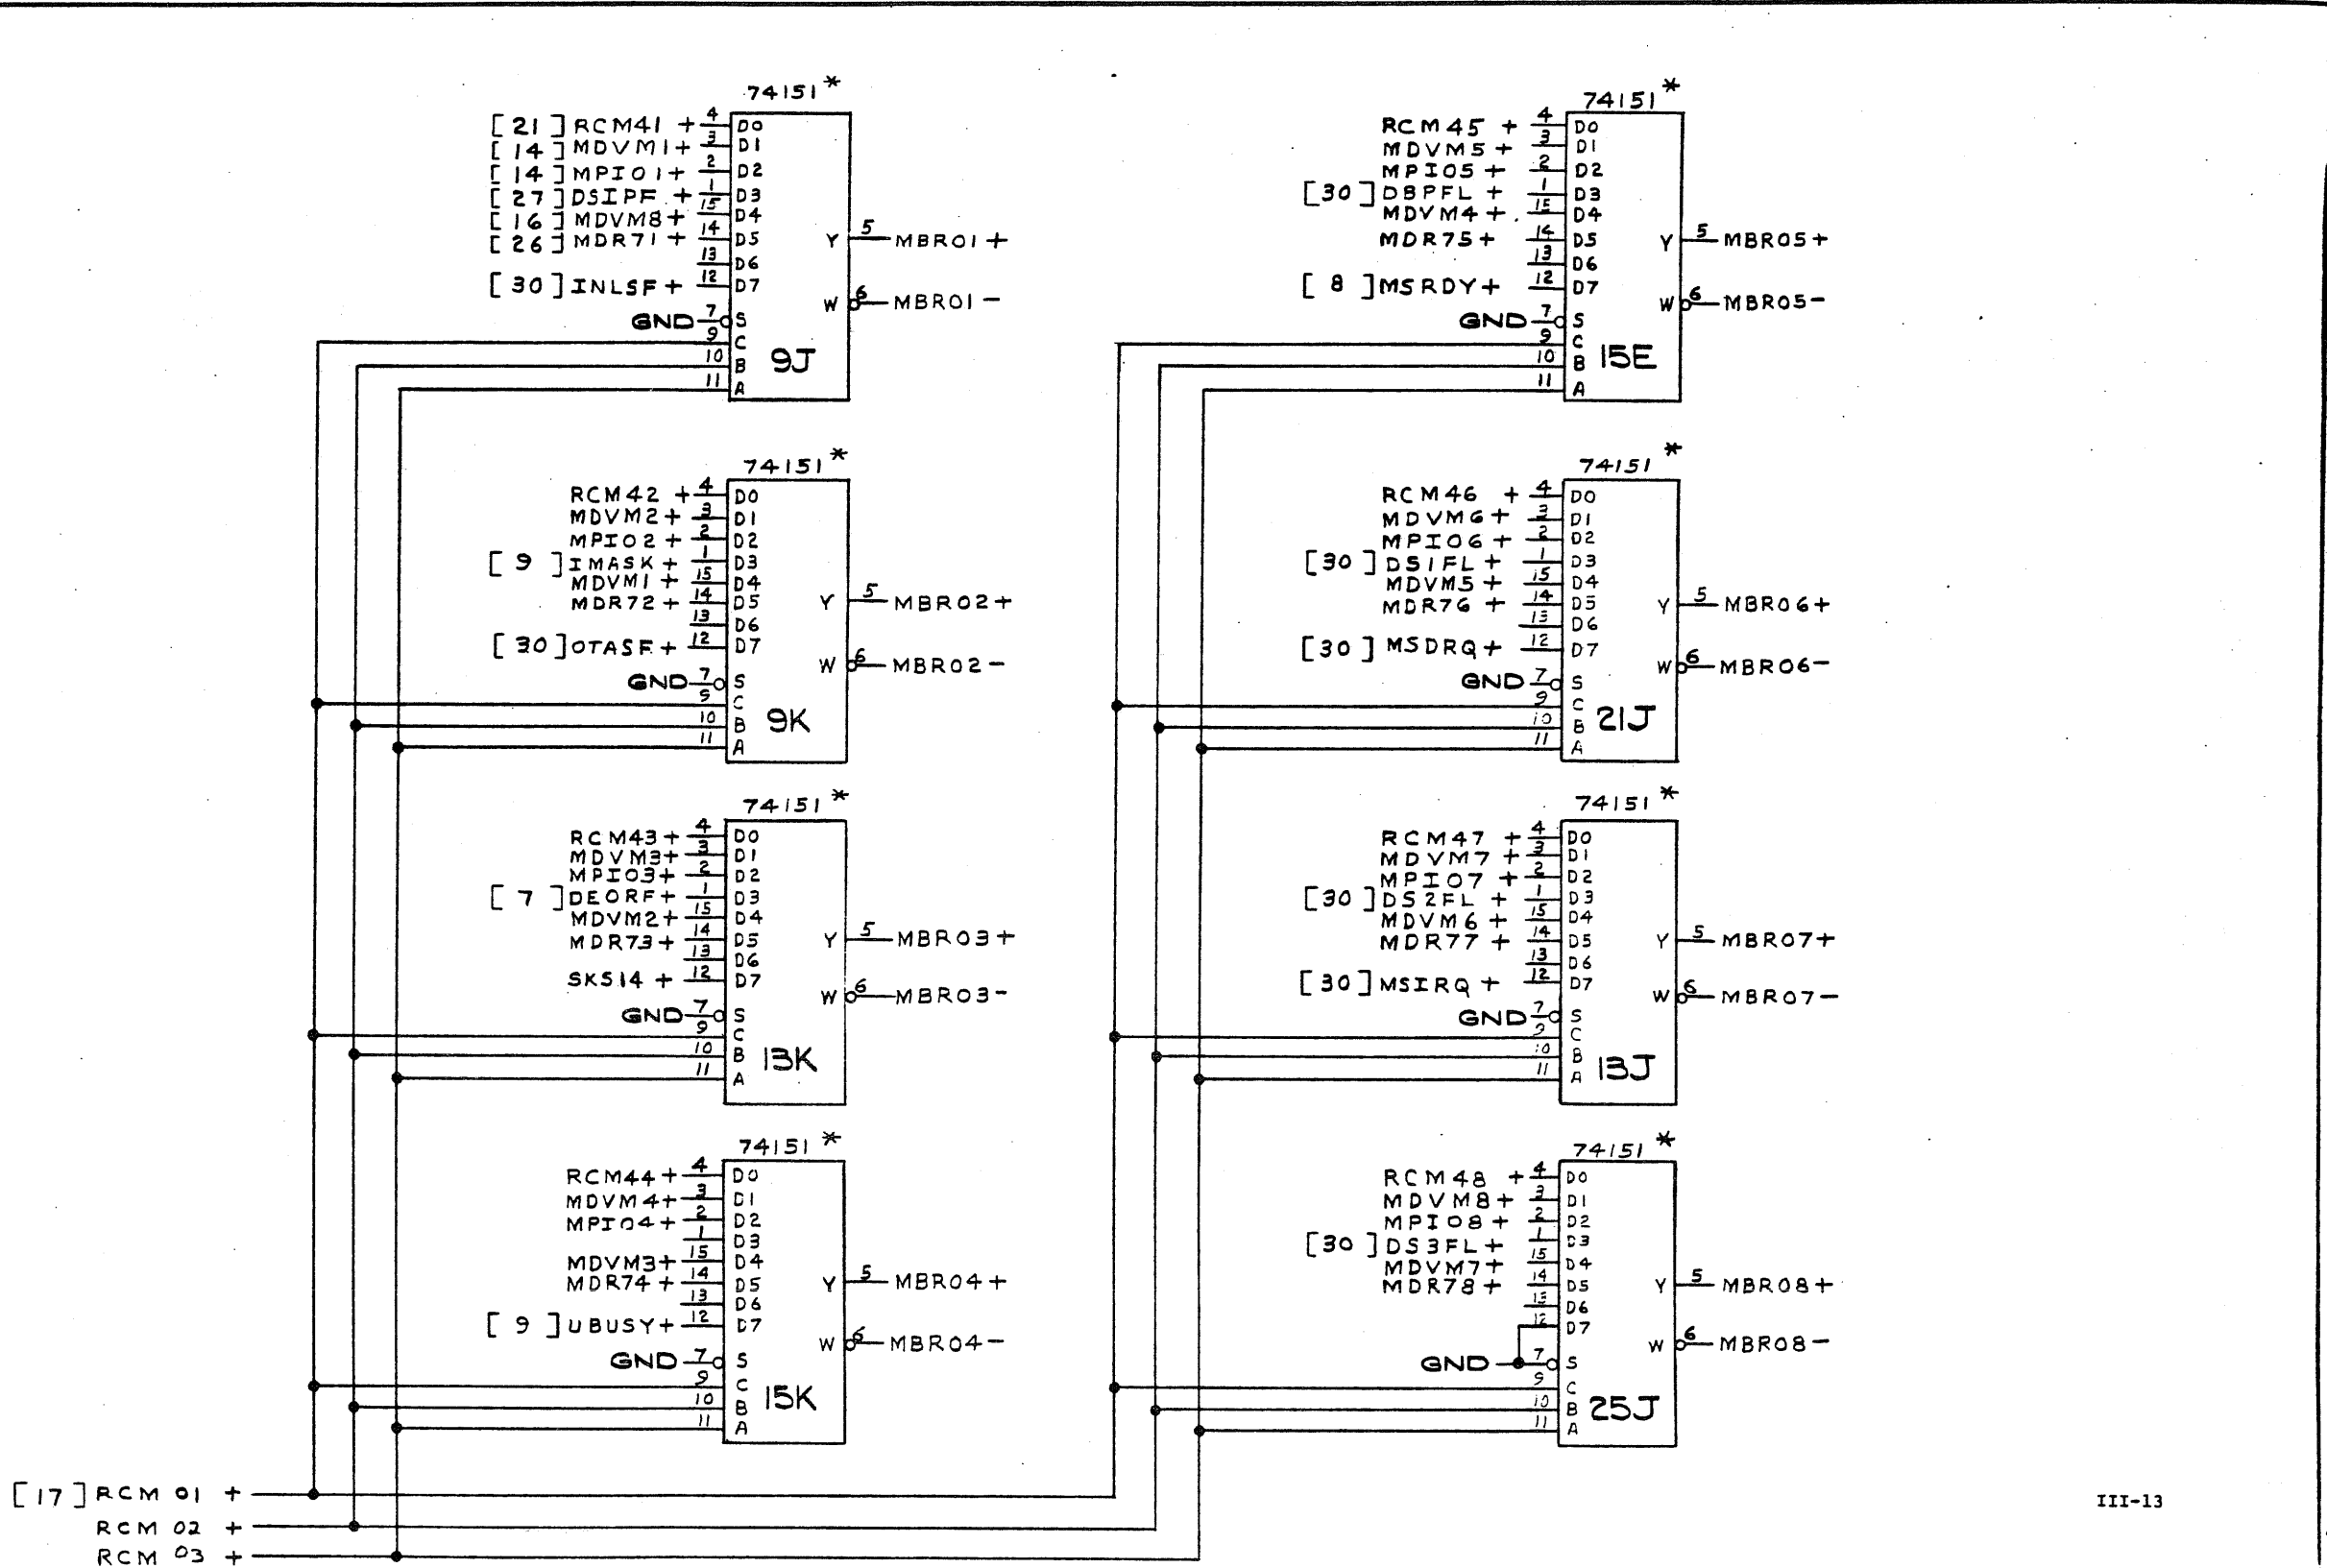 74151 *
[ 21 ] RCM41 + 4 D0
[ 14 ] MDVM1 + 3 D1
[ 14 ] MPIO1 + 2 D2
[ 27 ] DSIPF + 1 D3
[ 16 ] MDVM8 + 15 D4
[ 26 ] MDR71 + 14 D5 Y 5 MBR01 +
13 D6
[ 30 ] INLSF + 12 D7
W 6 MBR01 -
GND 7 S
9 C
10 B 9J
11 A
74151 *
RCM42 + 4 D0
MDVM2 + 3 D1
MPIO2 + 2 D2
[ 9 ] IMASK + 1 D3
MDVM1 + 15 D4
MDR72 + 14 D5 Y 5 MBR02 +
13 D6
[ 30 ] OTASF + 12 D7
W 6 MBR02 -
GND 7 S
9 C
10 B 9K
11 A
74151 *
RCM43 + 4 D0
MDVM3 + 3 D1
MPIO3 + 2 D2
[ 7 ] DEORF + 1 D3
MDVM2 + 15 D4
MDR73 + 14 D5 Y 5 MBR03 +
13 D6
SKS14 + 12 D7
W 6 MBR03 -
GND 7 S
9 C
10 B 13K
11 A
74151 *
RCM44 + 4 D0
MDVM4 + 3 D1
MPIO4 + 2 D2
1 D3
MDVM3 + 15 D4
MDR74 + 14 D5 Y 5 MBR04 +
13 D6
[ 9 ] UBUSY + 12 D7
W 6 MBR04 -
GND 7 S
9 C
10 B 15K
11 A
74151 *
RCM45 + 4 D0
MDVM5 + 3 D1
MPIO5 + 2 D2
[ 30 ] DBPFL + 1 D3
MDVM4 + 15 D4
MDR75 + 14 D5 Y 5 MBR05 +
13 D6
[ 8 ] MSRDY + 12 D7
W 6 MBR05 -
GND 7 S
9 C
10 B 15E
11 A
74151 *
RCM46 + 4 D0
MDVM6 + 3 D1
MPIO6 + 2 D2
[ 30 ] DS1FL + 1 D3
MDVM5 + 15 D4
MDR76 + 14 D5 Y 5 MBR06 +
13 D6
[ 30 ] MSDRQ + 12 D7
W 6 MBR06 -
GND 7 S
9 C
10 B 21J
11 A
74151 *
RCM47 + 4 D0
MDVM7 + 3 D1
MPIO7 + 2 D2
[ 30 ] DS2FL + 1 D3
MDVM6 + 15 D4
MDR77 + 14 D5 Y 5 MBR07 +
13 D6
[ 30 ] MSIRQ + 12 D7
W 6 MBR07 -
GND 7 S
9 C
10 B 13J
11 A
74151 *
RCM48 + 4 D0
MDVM8 + 3 D1
MPIO8 + 2 D2
[ 30 ] DS3FL + 1 D3
MDVM7 + 15 D4
MDR78 + 14 D5 Y 5 MBR08 +
13 D6
12 D7
W 6 MBR08 -
GND 7 S
9 C
10 B 25J
11 A
[ 17 ] RCM 01 +
RCM 02 +
RCM 03 +
III-13